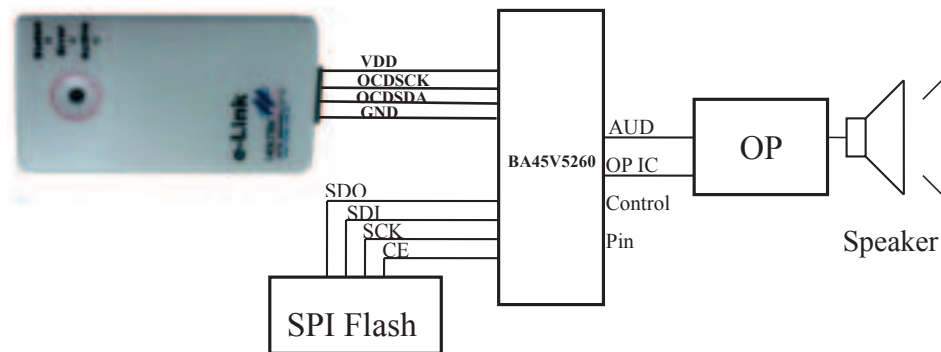 e-Link
VDD
OCDSCK
OCDSDA
GND
BA45V5260
AUD
OP IC
Control
Pin
OP
Speaker
SDO
SDI
SCK
CE
SPI Flash